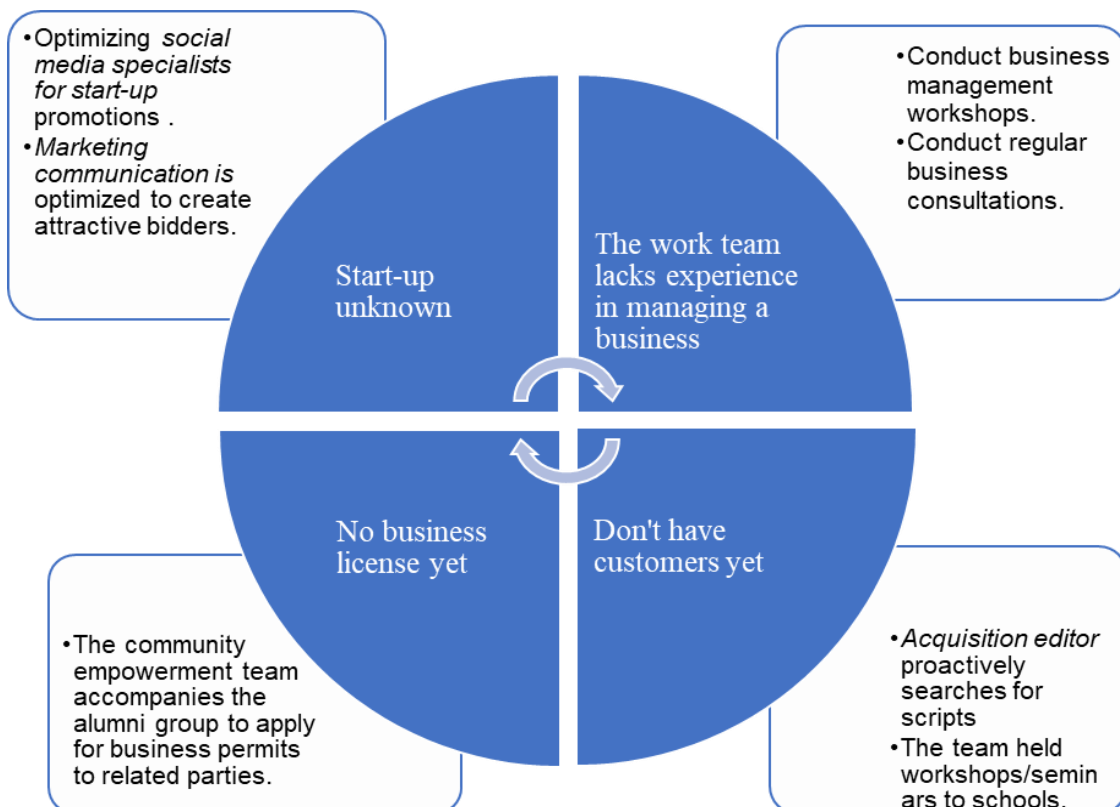 •Optimizing social
media specialists
for start-up
promotions .
•Marketing
communication is
optimized to create
attractive bidders.
•Conduct business
management
workshops.
•Conduct regular
business
consultations.
Start-up
unknown
The work team
lacks experience
in managing a
business
No business
license yet
Don't have
customers yet
•The community
empowerment team
accompanies the
alumni group to apply
for business permits
to related parties.
•Acquisition editor
proactively
searches for
scripts
•The team held
workshops/semin
ars to schools.